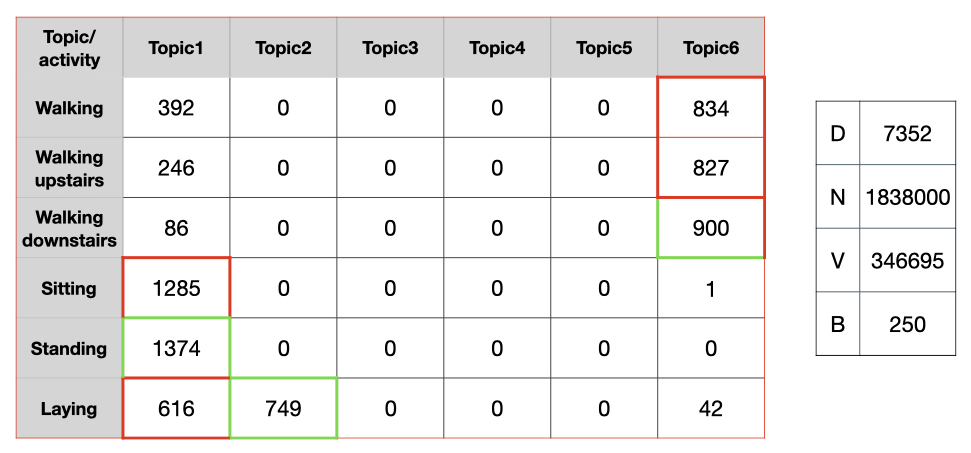 Topic/ activity Topic1 Topic2 Topic3 Topic4 Topic5 Topic6
Walking 392 0 0 0 0 834
Walking upstairs 246 0 0 0 0 827
Walking downstairs 86 0 0 0 0 900
Sitting 1285 0 0 0 0 1
Standing 1374 0 0 0 0 0
Laying 616 749 0 0 0 42
D 7352
N 1838000
V 346695
B 250